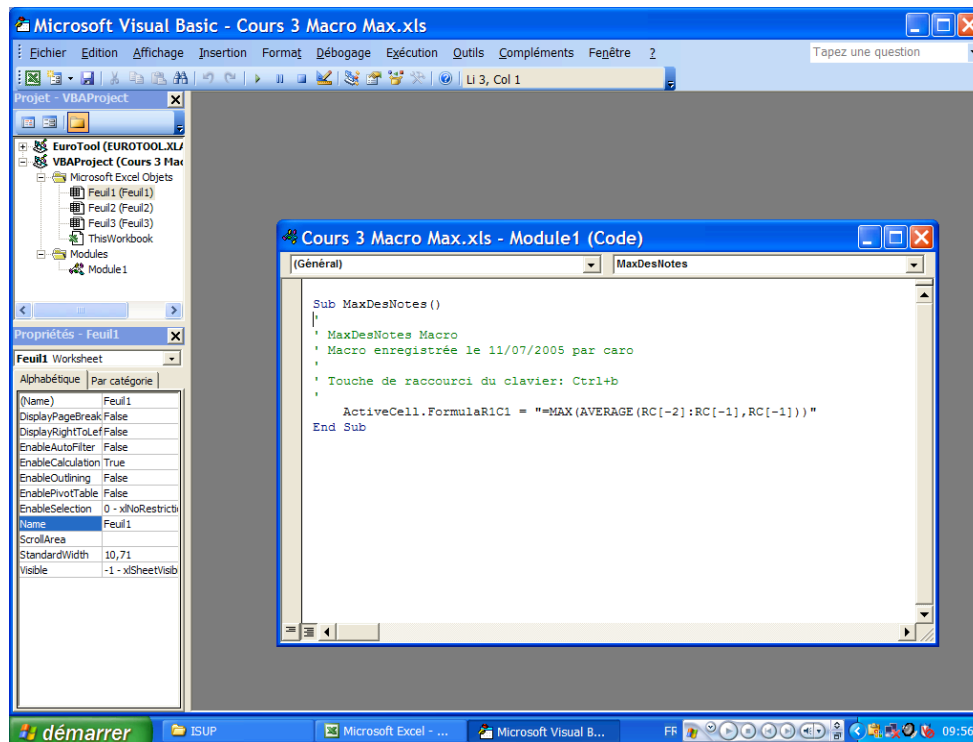 Microsoft Visual Basic - Cours 3 Macro Max.xls
Fichier Edition Affichage Insertion Format Débogage Exécution Outils Compléments Fenêtre ?
Tapez une question
Li 3, Col 1
Projet - VBAProject
EuroTool (EUROTOOL.XLA
VBAProject (Cours 3 Mac
Microsoft Excel Objets
Feuil1 (Feuil1)
Feuil2 (Feuil2)
Feuil3 (Feuil3)
ThisWorkbook
Modules
Module1
Propriétés - Feuil1
Feuil1 Worksheet
Alphabétique Par catégorie
(Name) Feuil1
DisplayPageBreak False
DisplayRightToLef False
EnableAutoFilter False
EnableCalculation True
EnableOutlining False
EnablePivotTable False
EnableSelection 0 - xlNoRestricti
Name Feuil1
ScrollArea
StandardWidth 10,71
Visible -1 - xlSheetVisib
Cours 3 Macro Max.xls - Module1 (Code)
(Général) MaxDesNotes
Sub MaxDesNotes()
'
' MaxDesNotes Macro
' Macro enregistrée le 11/07/2005 par caro
'
' Touche de raccourci du clavier: Ctrl+b
'
ActiveCell.FormulaR1C1 = "=MAX(AVERAGE(RC[-2]:RC[-1],RC[-1]))"
End Sub
démarrer ISUP Microsoft Excel - ... Microsoft Visual B... FR 09:56